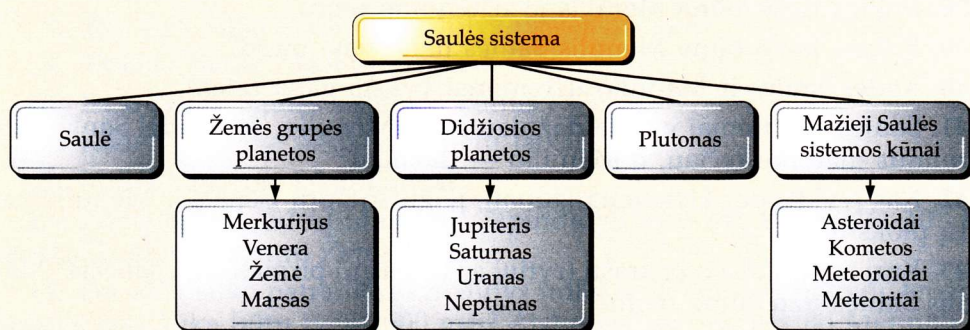 Saulės sistema
Saulė
Žemės grupės
planetos
Didžiosios
planetos
Plutonas
Mažieji Saulės
sistemos kūnai
Merkurijus
Venera
Žemė
Marsas
Jupiteris
Saturnas
Uranas
Neptūnas
Asteroidai
Kometos
Meteoroidai
Meteoritai